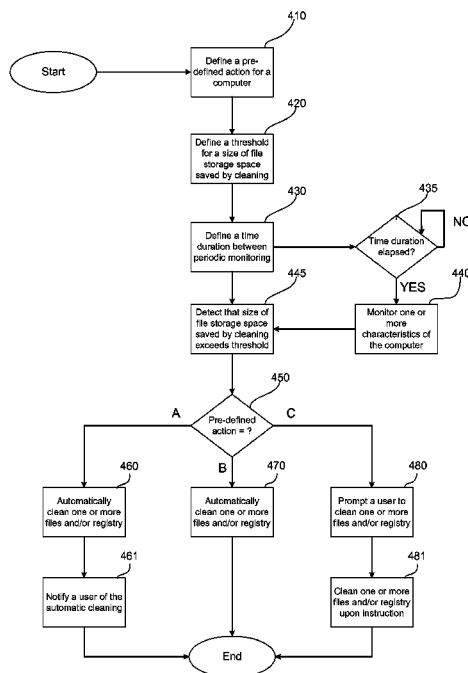 410
Start
Define a pre-
defined action for a
computer
420
Define a threshold
for a size of file
storage space
saved by cleaning
430
435
Define a time
duration between
periodic monitoring
Time duration
elapsed?
NO
YES
445
440
Detect that size of
file storage space
saved by cleaning
exceeds threshold
Monitor one or
more
characteristics of
the computer
450
A
Pre-defined
action = ?
C
B
460
470
480
Automatically
clean one or more
files and/or registry
Automatically
clean one or more
files and/or registry
Prompt a user to
clean one or more
files and/or registry
461
481
Notify a user of the
automatic cleaning
Clean one or more
files and/or registry
upon instruction
End